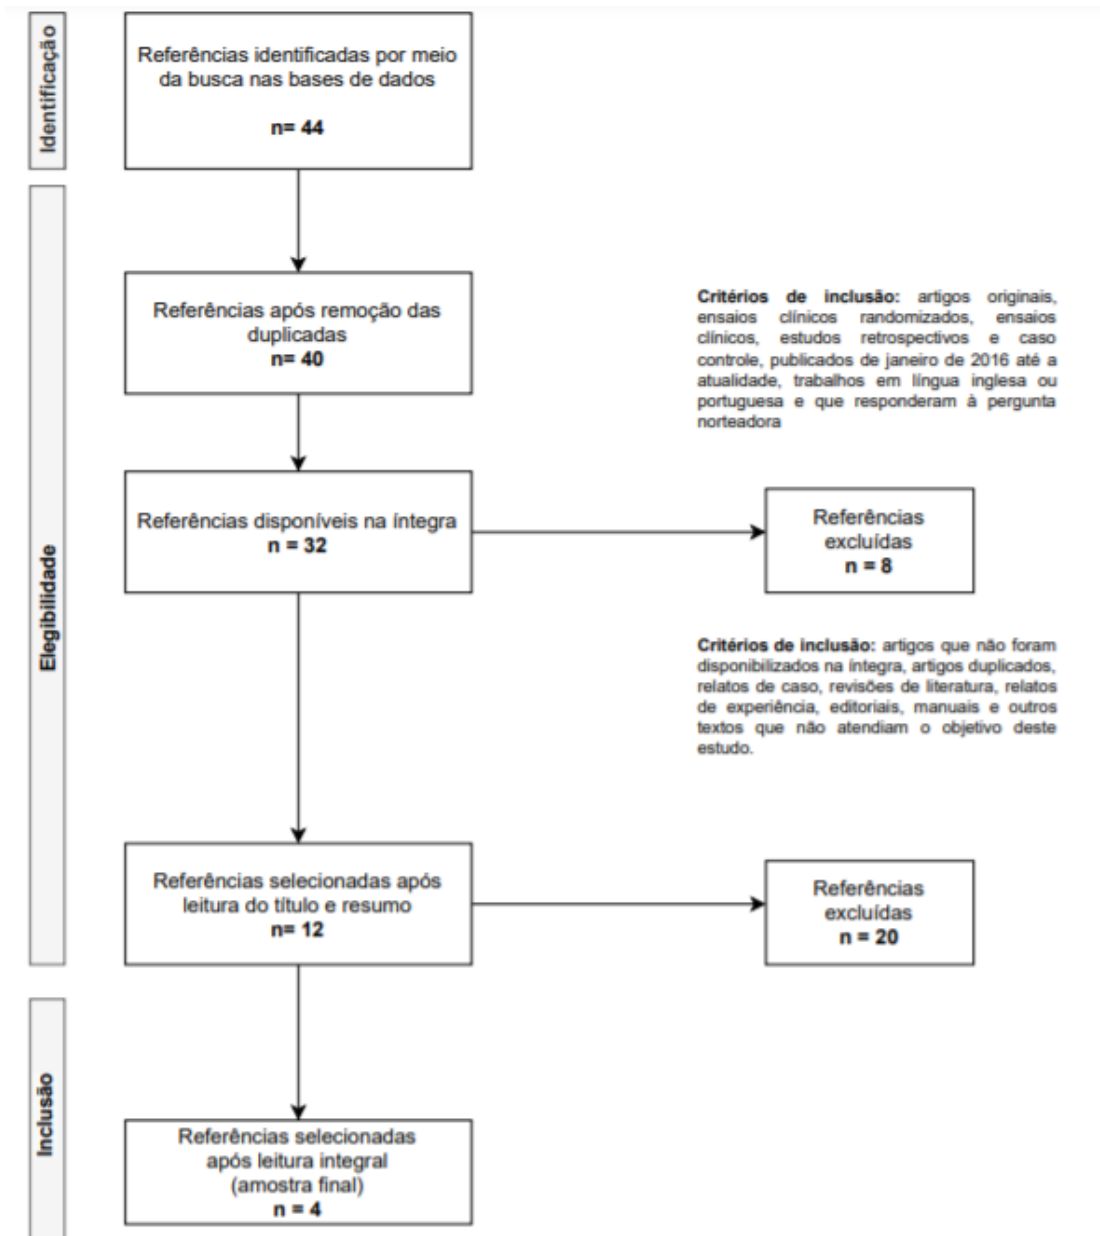 Identificação
Referências identificadas por meio
da busca nas bases de dados
n= 44
Elegibilidade
Referências após remoção das
duplicadas
n= 40
Critérios de inclusão: artigos originais,
ensaios clínicos randomizados, ensaios
clínicos, estudos retrospectivos e caso
controle, publicados de janeiro de 2016 até a
atualidade, trabalhos em língua inglesa ou
portuguesa e que responderam à pergunta
norteadora
Referências disponíveis na íntegra
n = 32
Referências
excluídas
n = 8
Critérios de inclusão: artigos que não foram
disponibilizados na íntegra, artigos duplicados,
relatos de caso, revisões de literatura, relatos
de experiência, editoriais, manuais e outros
textos que não atendiam o objetivo deste
estudo.
Referências selecionadas após
leitura do título e resumo
n= 12
Referências
excluídas
n = 20
Inclusão
Referências selecionadas
após leitura integral
(amostra final)
n = 4